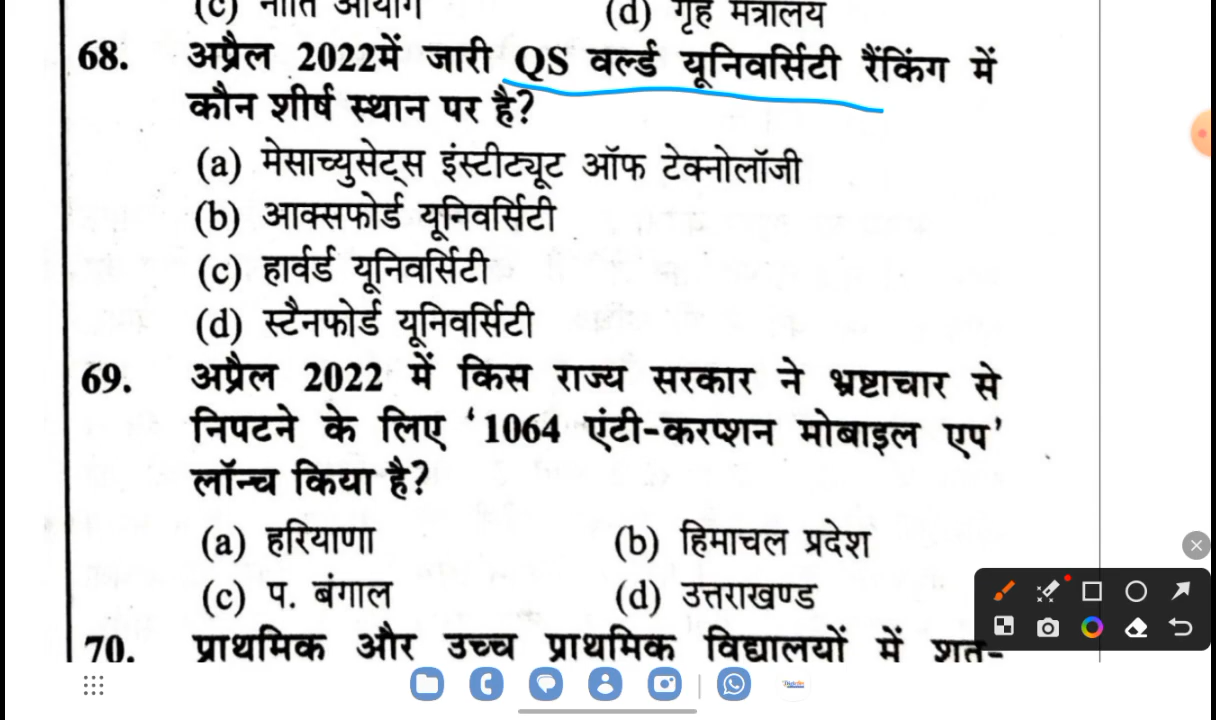 (c) नीति आयोग (d) गृह मंत्रालय
68. अप्रैल 2022में जारी QS वर्ल्ड यूनिवर्सिटी रैंकिंग में
कौन शीर्ष स्थान पर है?
(a) मेसाच्युसेट्स इंस्टीट्यूट ऑफ टेक्नोलॉजी
(b) आक्सफोर्ड यूनिवर्सिटी
(c) हार्वर्ड यूनिवर्सिटी
(d) स्टैनफोर्ड यूनिवर्सिटी
69. अप्रैल 2022 में किस राज्य सरकार ने भ्रष्टाचार से
निपटने के लिए ‘1064 एंटी-करप्शन मोबाइल एप’
लॉन्च किया है?
(a) हरियाणा (b) हिमाचल प्रदेश
(c) प. बंगाल (d) उत्तराखण्ड
70. प्राथमिक और उच्च प्राथमिक विद्यालयों में शत-